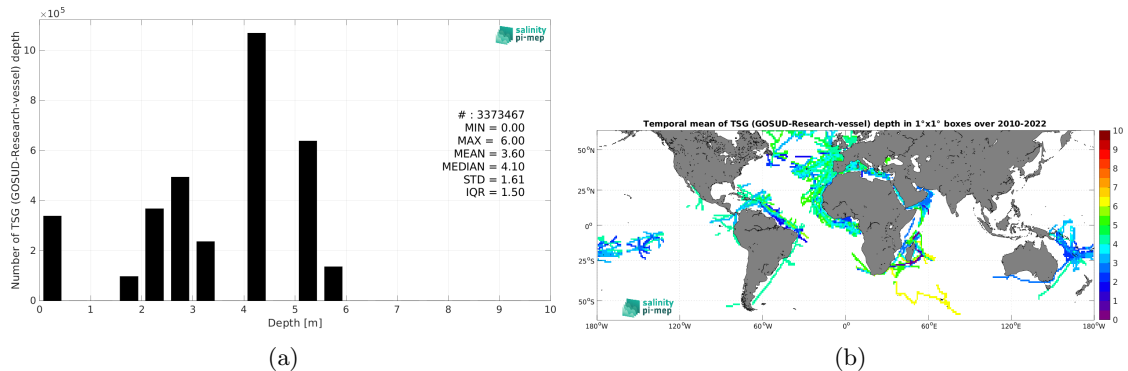 ×10⁵
10
8
6
4
2
0
Number of TSG (GOSUD-Research-vessel) depth
0 1 2 3 4 5 6 7 8 9 10
Depth [m]
salinity
pi-mep
# : 3373467
MIN = 0.00
MAX = 6.00
MEAN = 3.60
MEDIAN = 4.10
STD = 1.61
IQR = 1.50
(a)
Temporal mean of TSG (GOSUD-Research-vessel) depth in 1°x1° boxes over 2010-2022
50°N
25°N
0°
25°S
50°S
180°W 120°W 60°W 0° 60°E 120°E 180°W
salinity
pi-mep
10
9
8
7
6
5
4
3
2
1
0
(b)